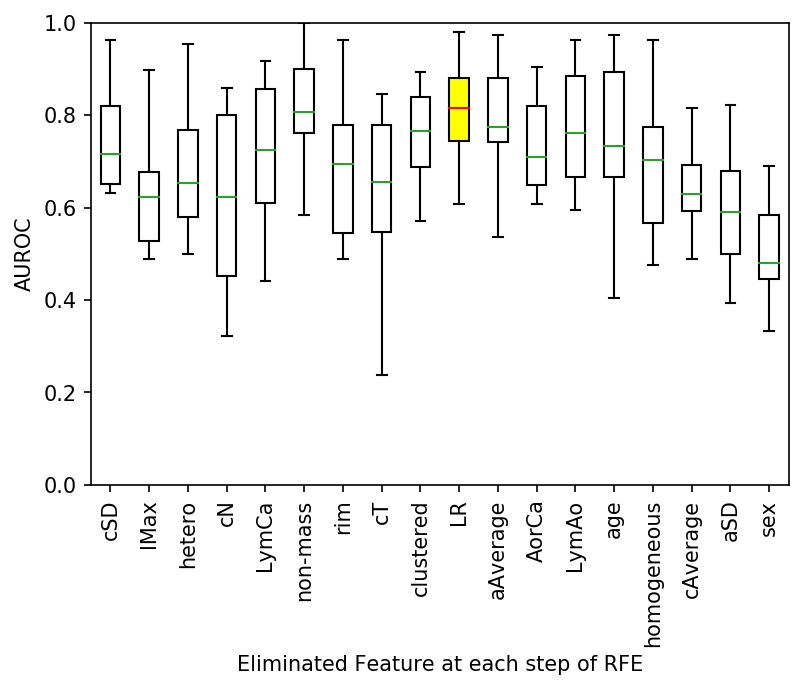 1.0
0.8
0.6
0.4
0.2
0.0
AUROC
cSD
lMax
hetero
cN
LymCa
non-mass
rim
cT
clustered
LR
aAverage
AorCa
LymAo
age
homogeneous
cAverage
aSD
sex
Eliminated Feature at each step of RFE